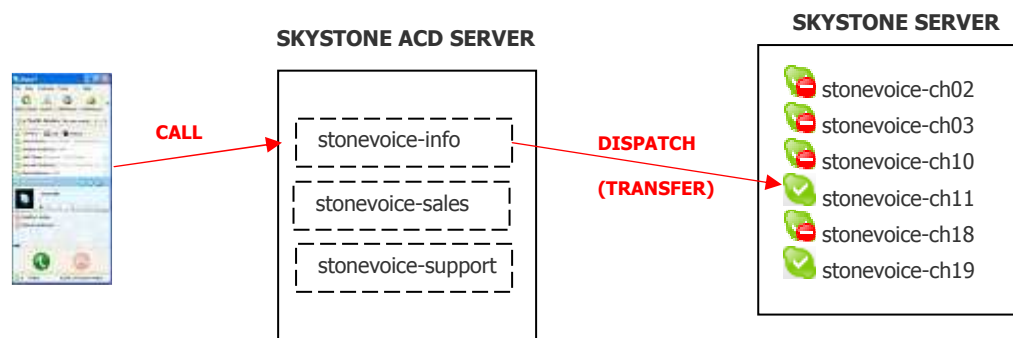 SKYSTONE ACD SERVER
SKYSTONE SERVER
CALL
stonevoice-info
stonevoice-sales
stonevoice-support
DISPATCH
(TRANSFER)
stonevoice-ch02
stonevoice-ch03
stonevoice-ch10
stonevoice-ch11
stonevoice-ch18
stonevoice-ch19